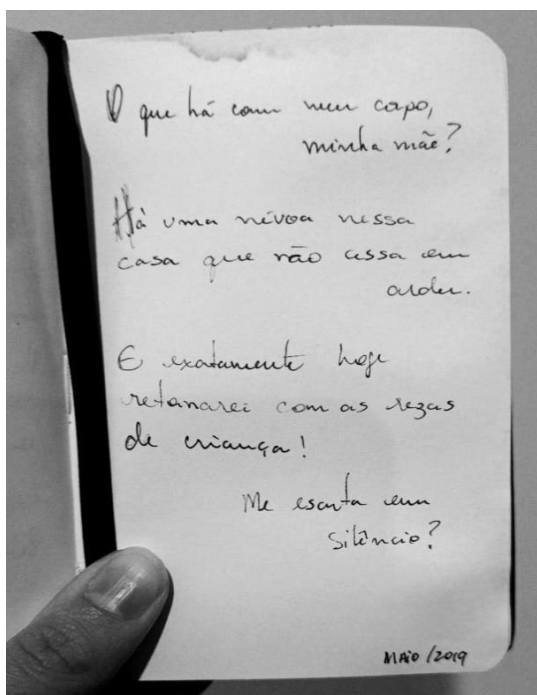 O que há com meu corpo,
minha mãe?
Há uma névoa nessa
casa que não cessa em
arder.
E exatamente hoje
retomarei com as rezas
de criança!
Me escuta em
silêncio?
MAIO/2019